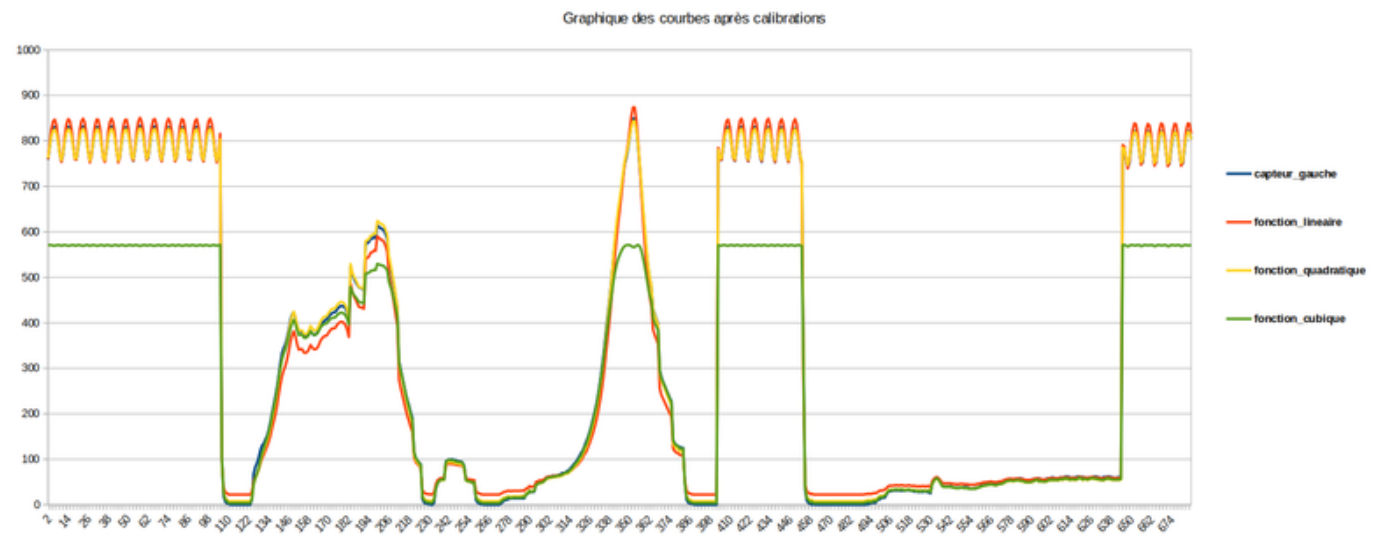 Graphique des courbes après calibrations
1000
900
800
700
600
500
400
300
200
100
0
capteur_gauche
fonction_lineaire
fonction_quadratique
fonction_cubique
2 14 26 38 50 62 74 86 98 110 122 134 146 158 170 182 194 206 218 230 242 254 266 278 290 302 314 326 338 350 362 374 386 398 410 422 434 446 458 470 482 494 506 518 530 542 554 566 578 590 602 614 626 638 650 662 674